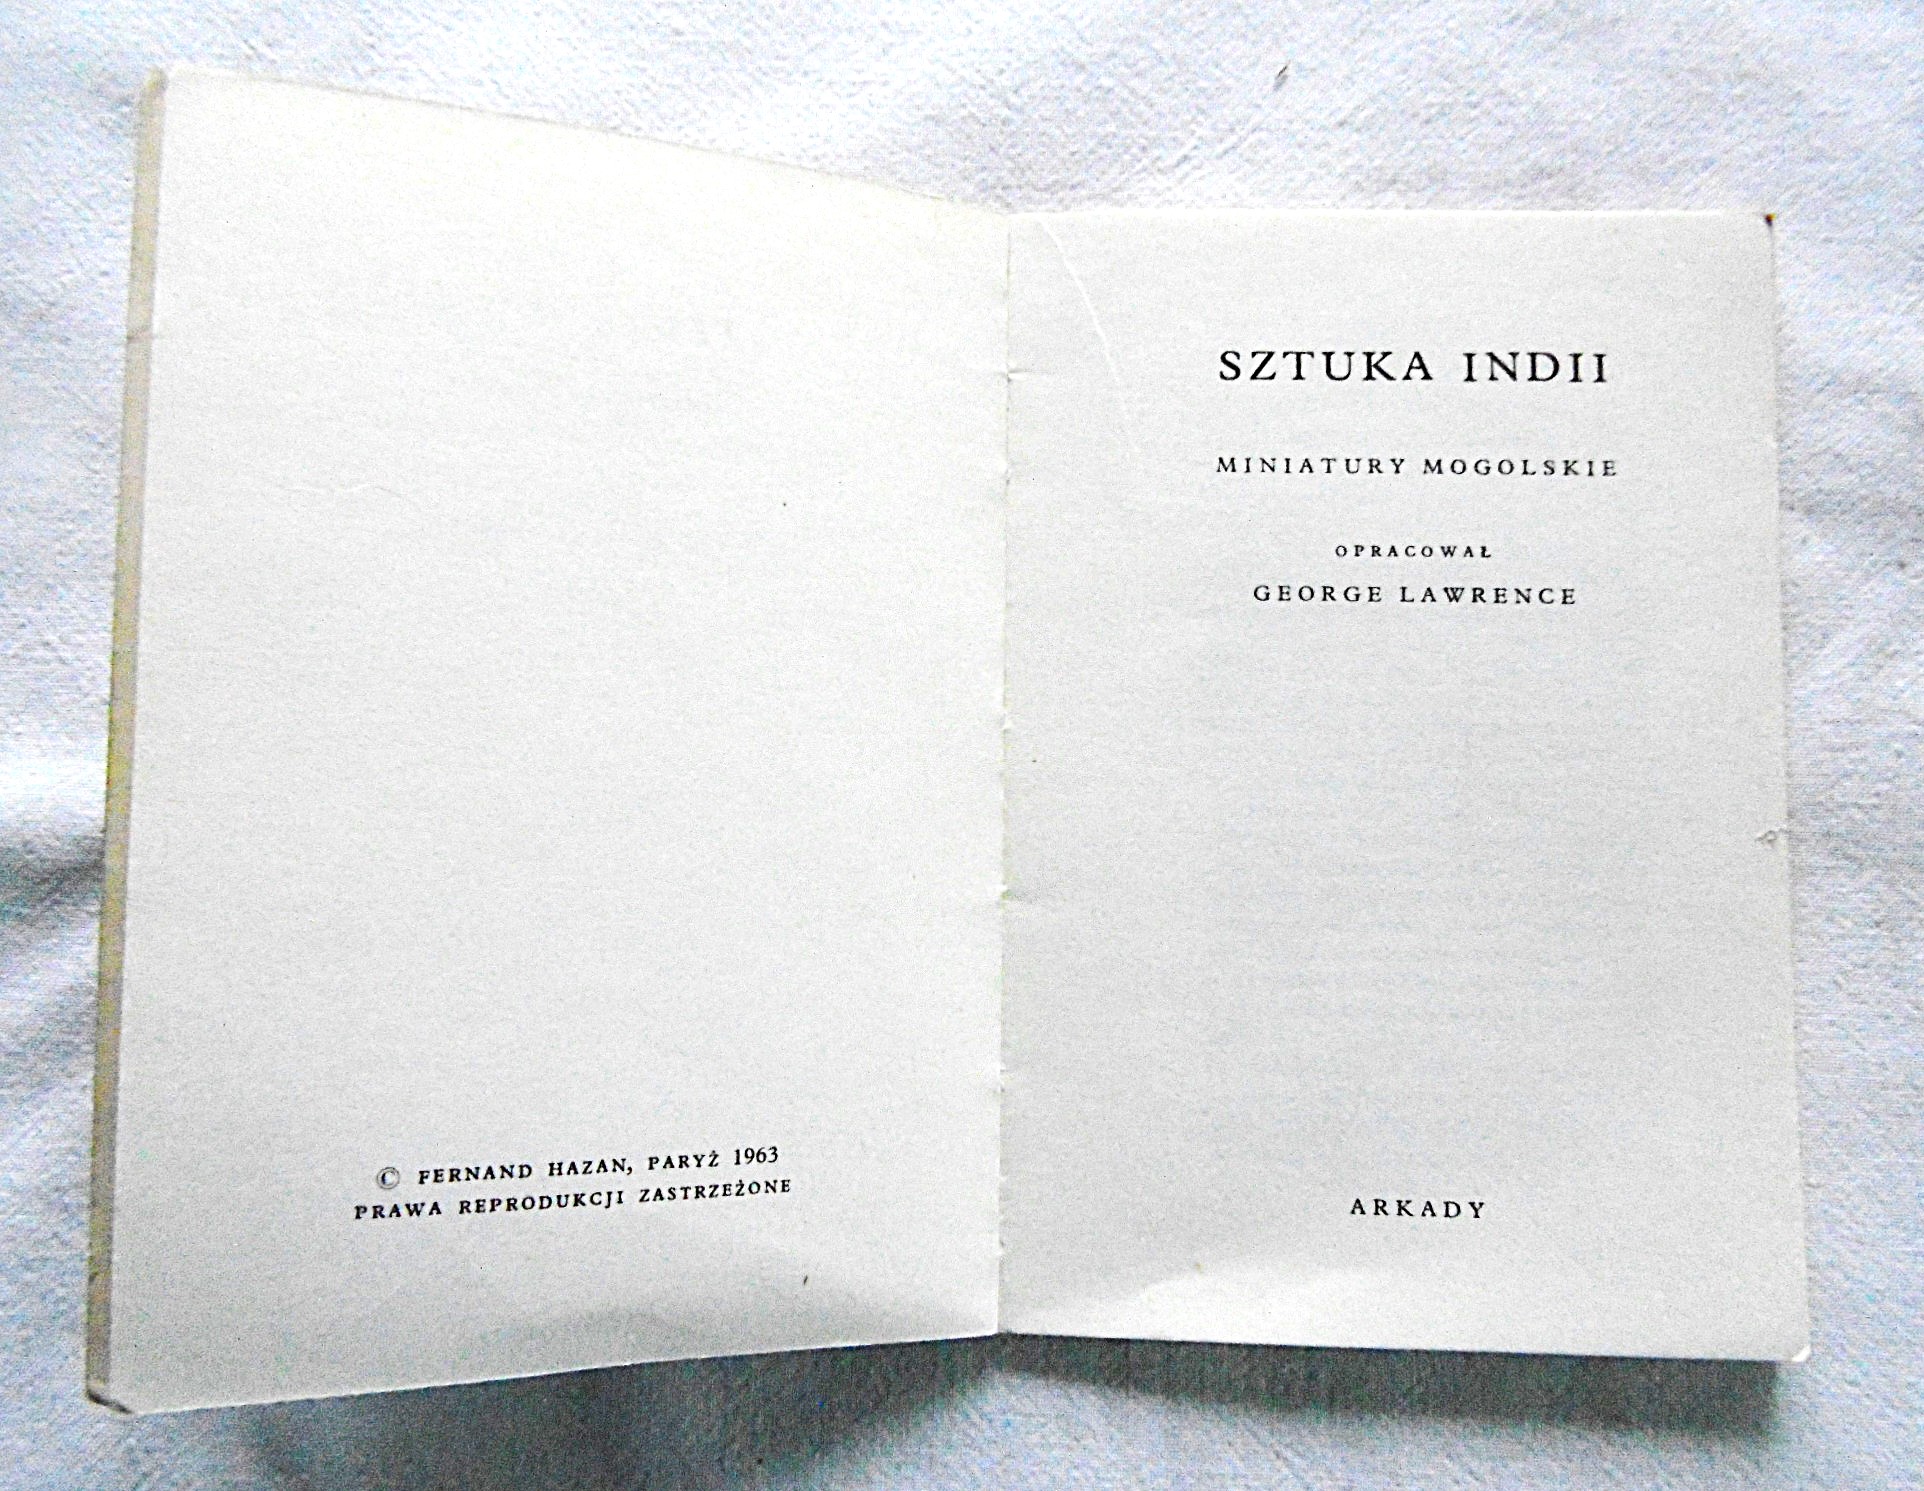 © FERNAND HAZAN, PARYŻ 1963
PRAWA REPRODUKCJI ZASTRZEŻONE
SZTUKA INDII
MINIATURY MOGOLSKIE
OPRACOWAŁ
GEORGE LAWRENCE
ARKADY